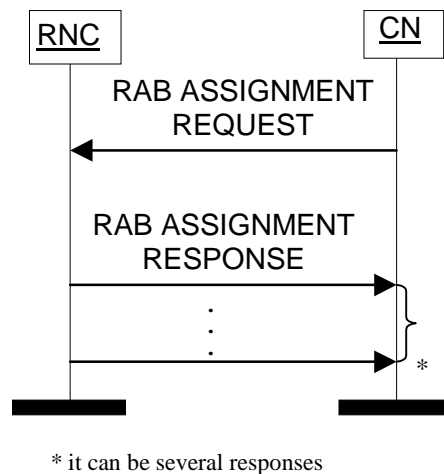 RNC
CN
RAB ASSIGNMENT
REQUEST
RAB ASSIGNMENT
RESPONSE
*
* it can be several responses